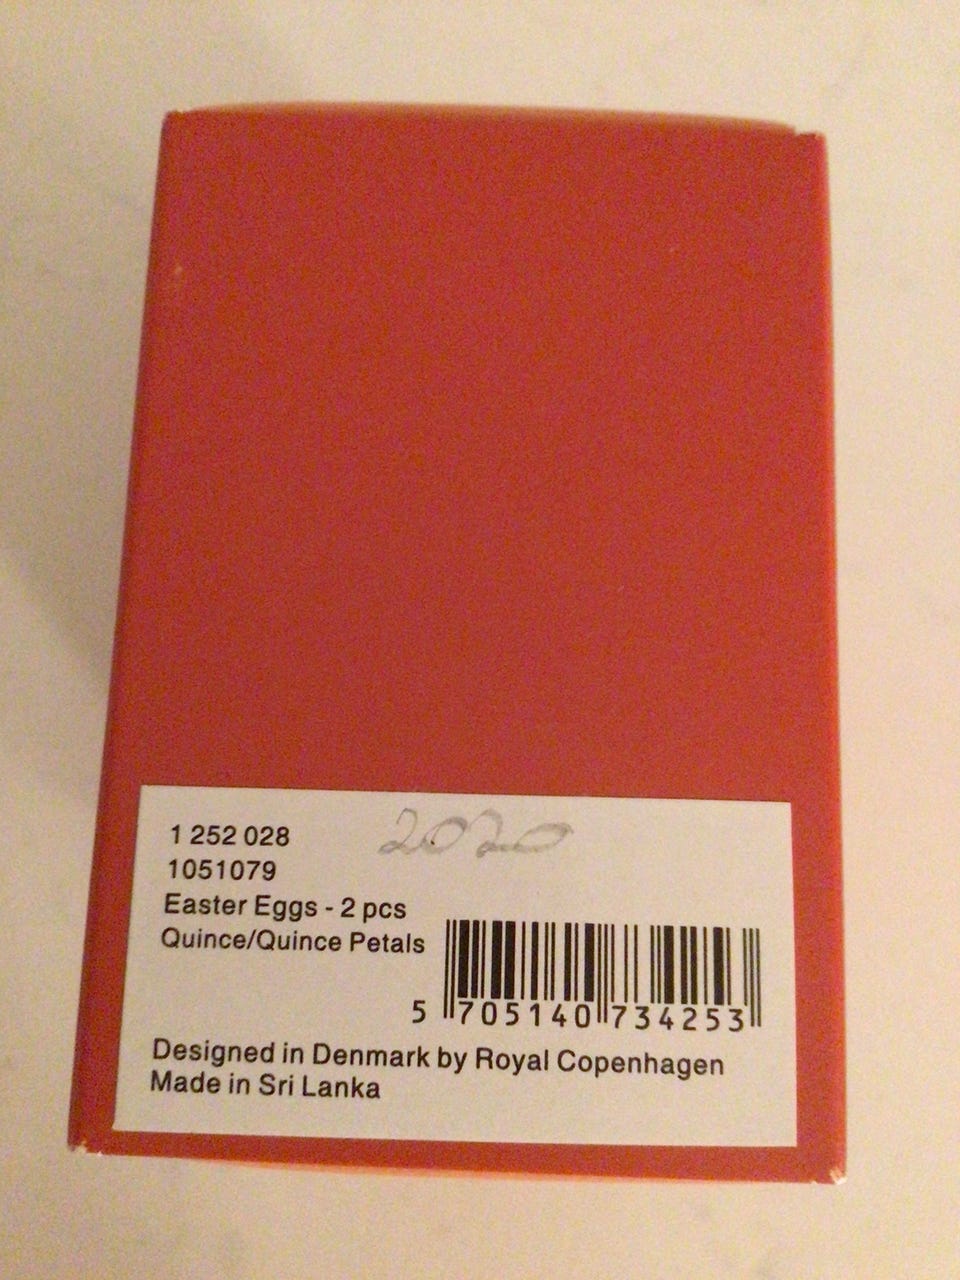 1 252 028
2020
1051079
Easter Eggs - 2 pcs
Quince/Quince Petals
5 705140 734253
Designed in Denmark by Royal Copenhagen
Made in Sri Lanka